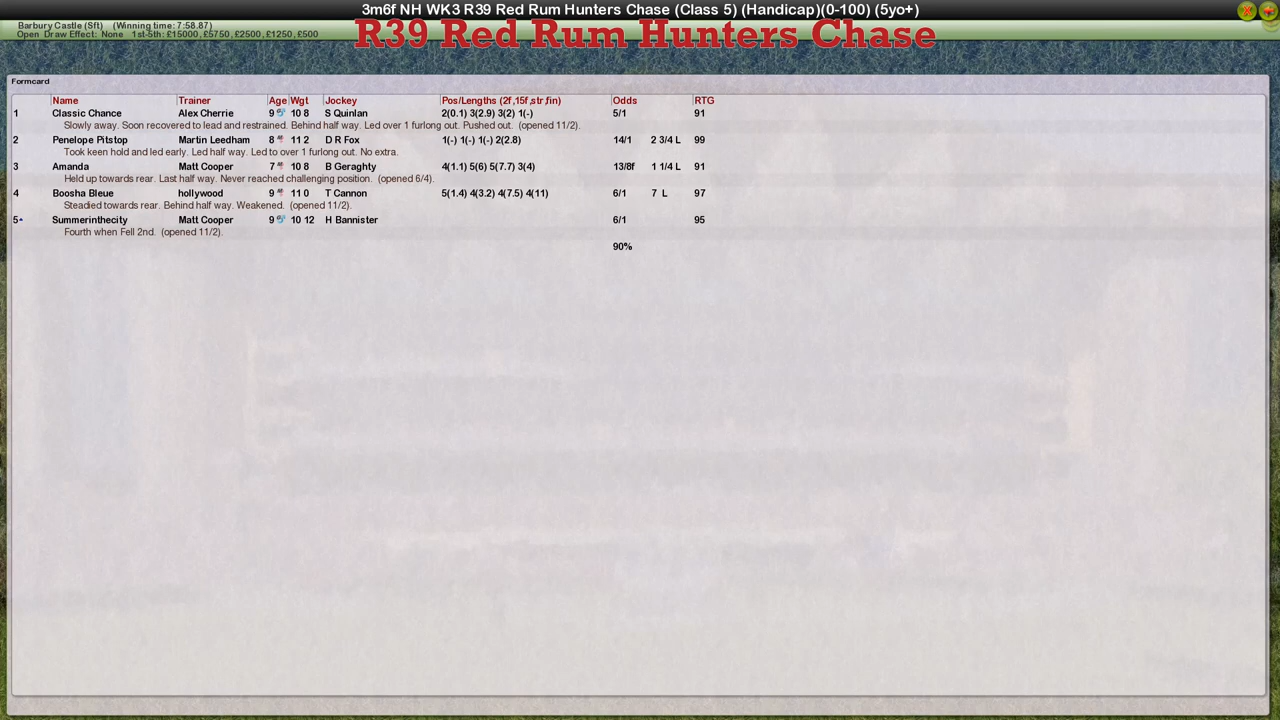 3m6f NH WK3 R39 Red Rum Hunters Chase (Class 5) (Handicap)(0-100) (5yo+)
Barbury Castle (Sft) (Winning time: 7:58.87)
Open Draw Effect: None 1st-5th: £15000, £5750, £2500, £1250, £500
R39 Red Rum Hunters Chase
Formcard
Name Trainer Age Wgt Jockey Pos/Lengths (2f,15f,str,fin) Odds RTG
1 Classic Chance Alex Cherrie 9 10 8 S Quinlan 2(0.1) 3(2.9) 3(2) 1(-) 5/1 91
Slowly away. Soon recovered to lead and restrained. Behind half way. Led over 1 furlong out. Pushed out. (opened 11/2).
2 Penelope Pitstop Martin Leedham 8 11 2 D R Fox 1(-) 1(-) 1(-) 2(2.8) 14/1 2 3/4 L 99
Took keen hold and led early. Led half way. Led to over 1 furlong out. No extra.
3 Amanda Matt Cooper 7 10 8 B Geraghty 4(1.1) 5(6) 5(7.7) 3(4) 13/8f 1 1/4 L 91
Held up towards rear. Last half way. Never reached challenging position. (opened 6/4).
4 Boosha Bleue hollywood 9 11 0 T Cannon 5(1.4) 4(3.2) 4(7.5) 4(11) 6/1 7 L 97
Steadied towards rear. Behind half way. Weakened. (opened 11/2).
5 Summerinthecity Matt Cooper 9 10 12 H Bannister 6/1 95
Fourth when Fell 2nd. (opened 11/2).
90%